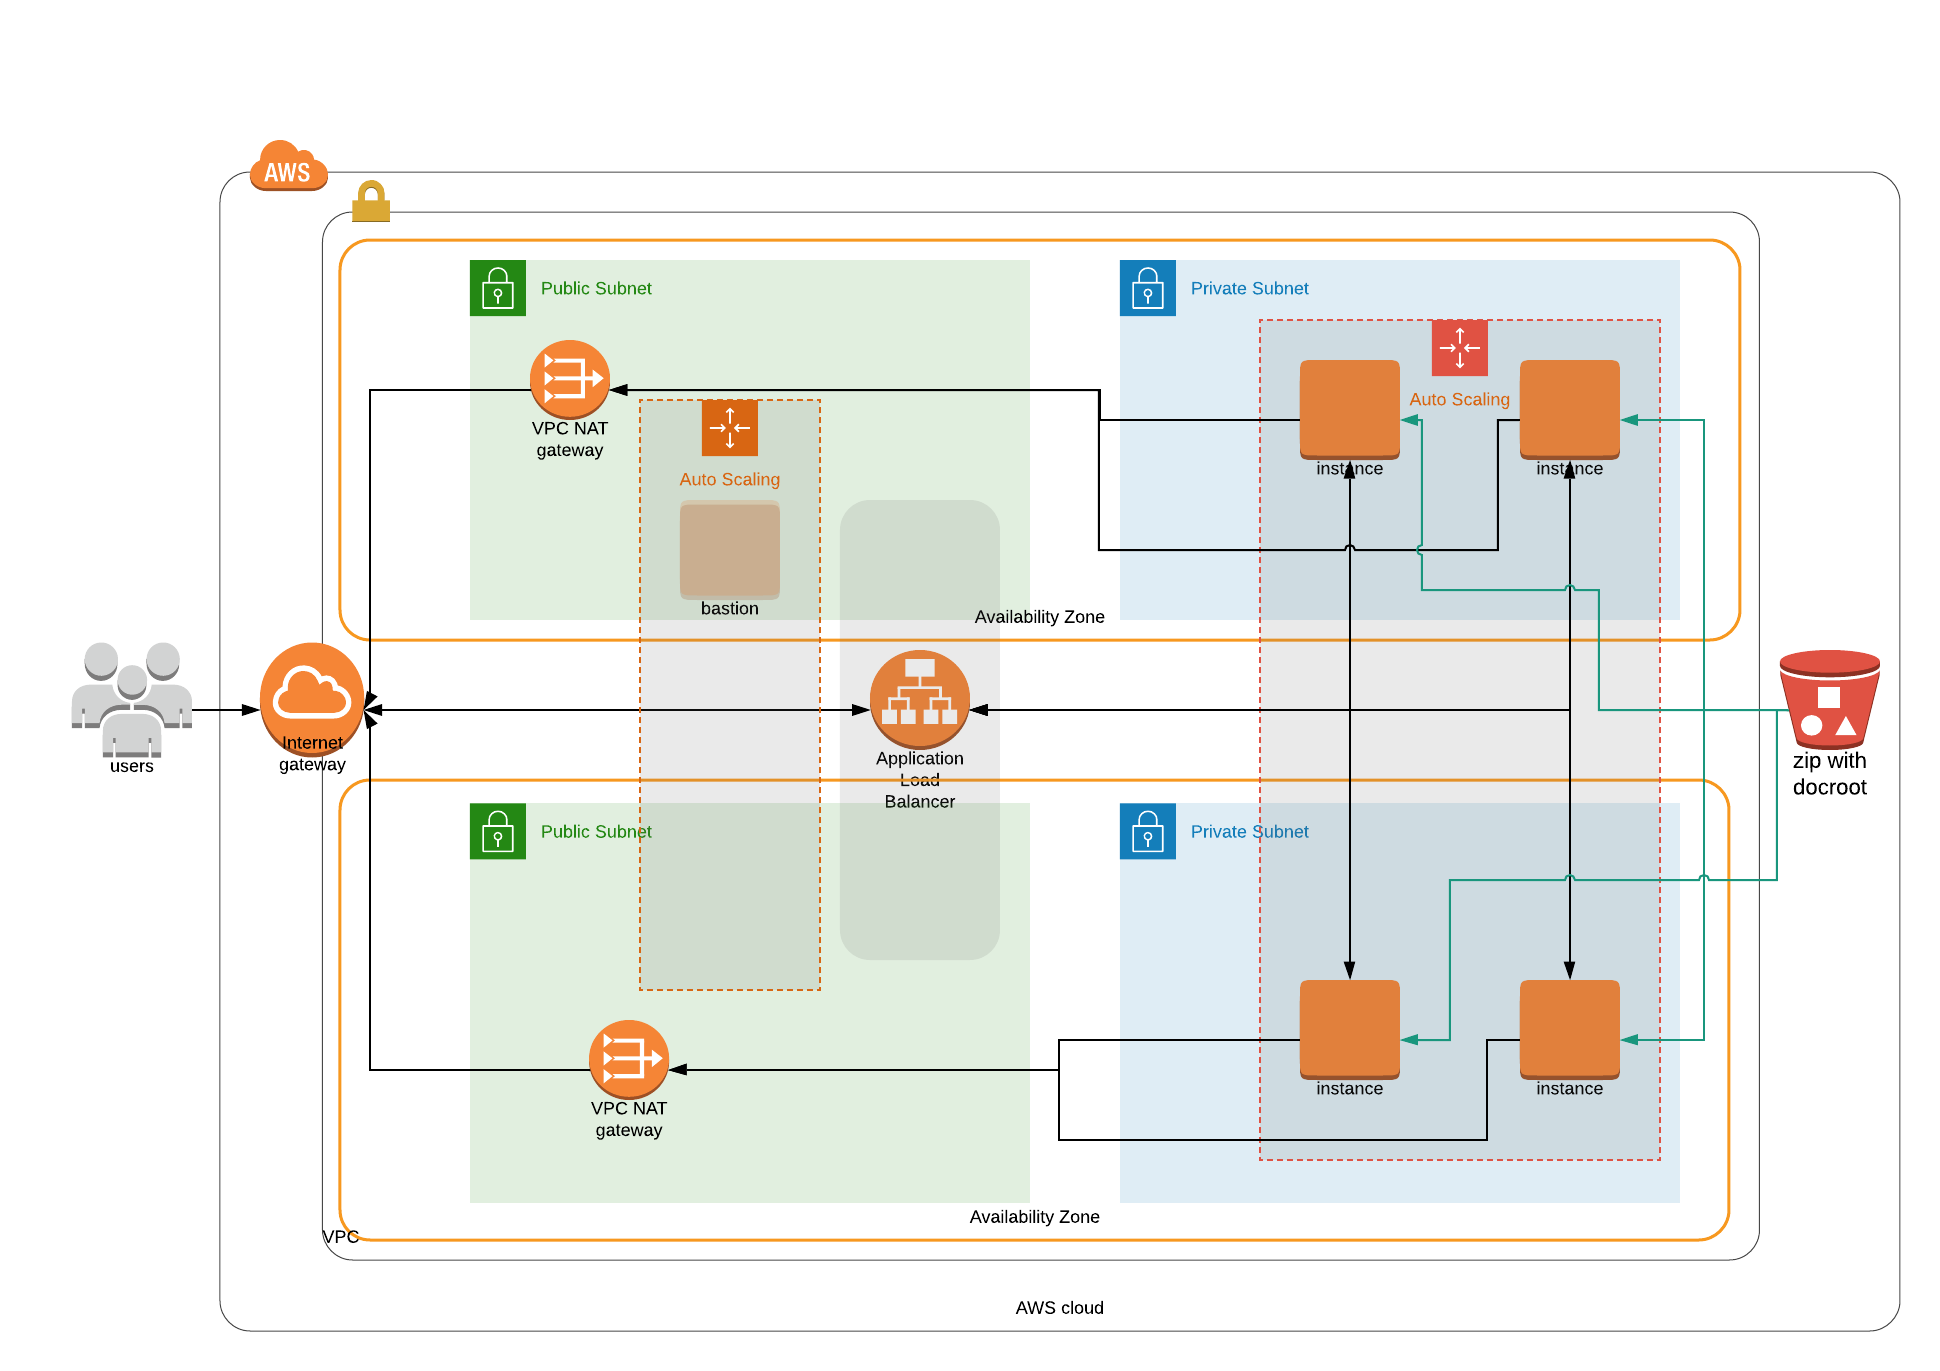 AWS
Public Subnet
Private Subnet
VPC NAT
gateway
Auto Scaling
Auto Scaling
instance
instance
bastion
Availability Zone
users
Internet
gateway
Application
Load
Balancer
zip with
docroot
Public Subnet
Private Subnet
VPC NAT
gateway
instance
instance
Availability Zone
VPC
AWS cloud